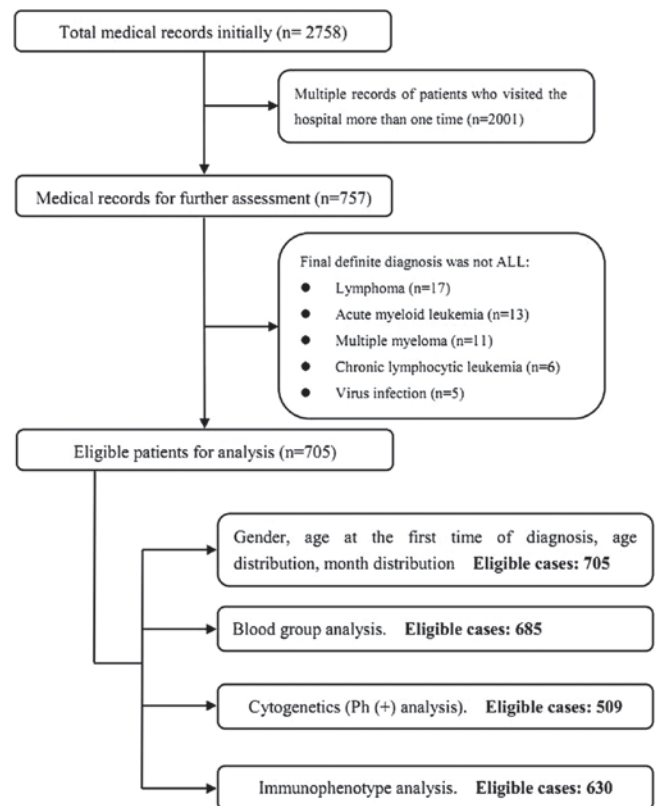 Total medical records initially (n= 2758)
Multiple records of patients who visited the
hospital more than one time (n=2001)
Medical records for further assessment (n=757)
Final definite diagnosis was not ALL:
● Lymphoma (n=17)
● Acute myeloid leukemia (n=13)
● Multiple myeloma (n=11)
● Chronic lymphocytic leukemia (n=6)
● Virus infection (n=5)
Eligible patients for analysis (n=705)
Gender, age at the first time of diagnosis, age
distribution, month distribution Eligible cases: 705
Blood group analysis. Eligible cases: 685
Cytogenetics (Ph (+) analysis). Eligible cases: 509
Immunophenotype analysis. Eligible cases: 630